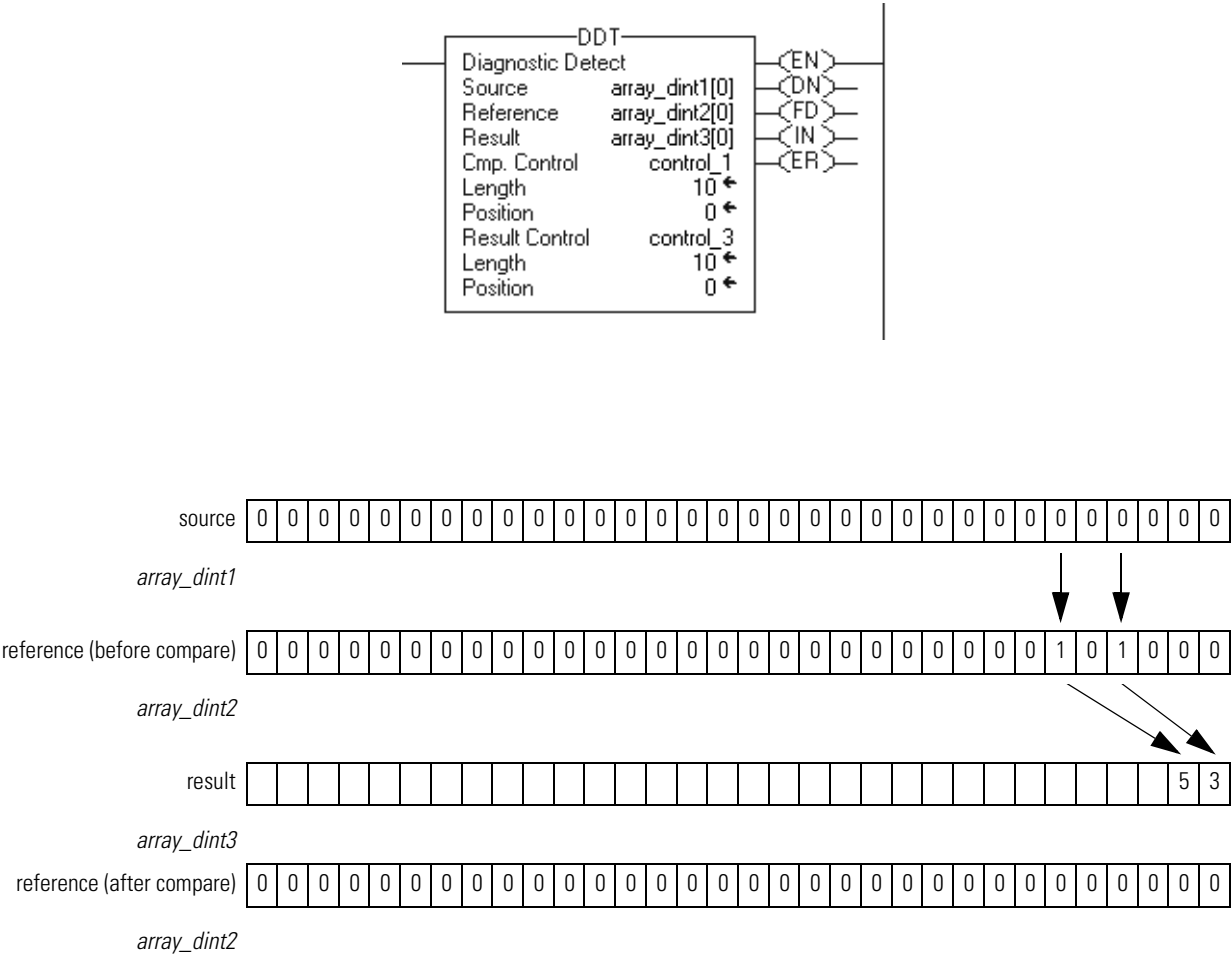 DDT
Diagnostic Detect
Source array_dint1[0]
Reference array_dint2[0]
Result array_dint3[0]
Cmp. Control control_1
Length 10
Position 0
Result Control control_3
Length 10
Position 0
EN
DN
FD
IN
ER
source 0 0 0 0 0 0 0 0 0 0 0 0 0 0 0 0 0 0 0 0 0 0 0 0 0 0 0 0 0 0 0 0
array_dint1
reference (before compare) 0 0 0 0 0 0 0 0 0 0 0 0 0 0 0 0 0 0 0 0 0 0 0 0 0 0 1 0 1 0 0 0
array_dint2
result 5 3
array_dint3
reference (after compare) 0 0 0 0 0 0 0 0 0 0 0 0 0 0 0 0 0 0 0 0 0 0 0 0 0 0 0 0 0 0 0 0
array_dint2